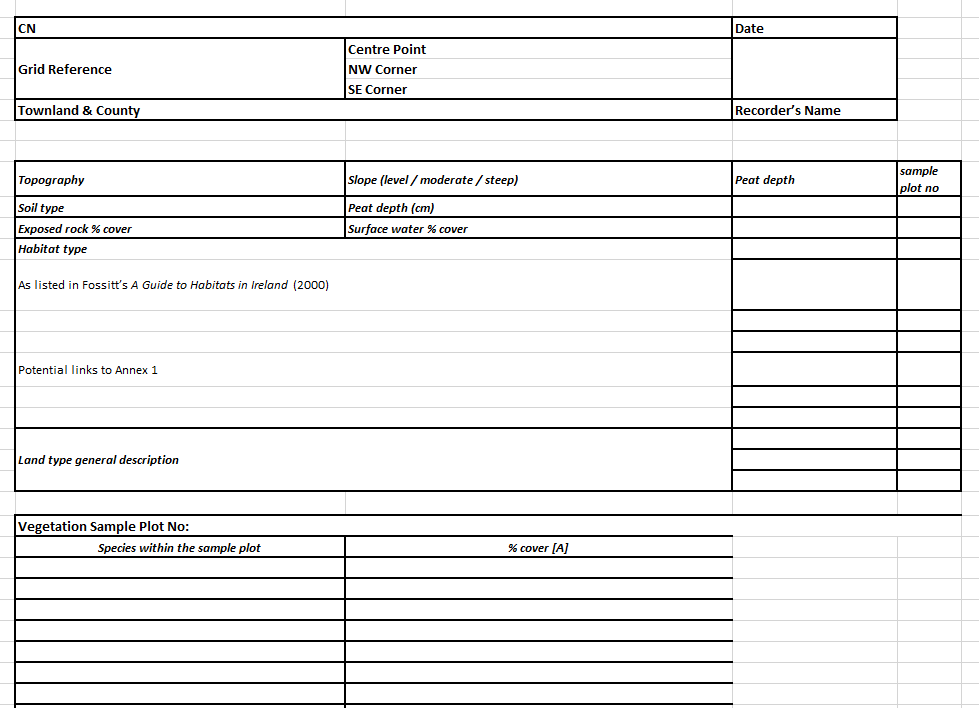 CN
Date
Grid Reference
Centre Point
NW Corner
SE Corner
Townland & County
Recorder's Name
Topography
Slope (level / moderate / steep)
Peat depth
sample
plot no
Soil type
Peat depth (cm)
Exposed rock % cover
Surface water % cover
Habitat type
As listed in Fossitt's A Guide to Habitats in Ireland (2000)
Potential links to Annex 1
Land type general description
Vegetation Sample Plot No:
Species within the sample plot
% cover [A]